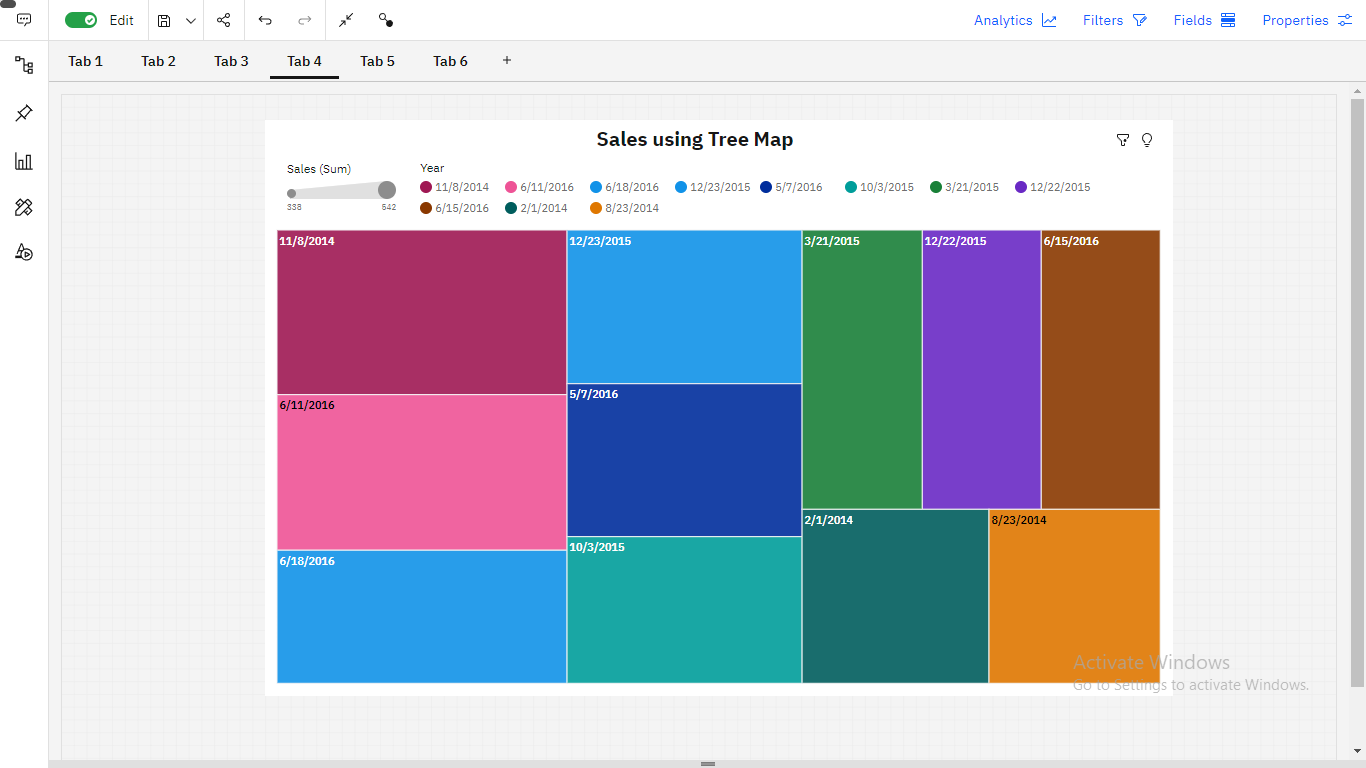 Edit
Analytics
Filters
Fields
Properties
Tab 1 Tab 2 Tab 3 Tab 4 Tab 5 Tab 6 +
Sales using Tree Map
Sales (Sum)
338 542
Year
11/8/2014 6/11/2016 6/18/2016 12/23/2015 5/7/2016 10/3/2015 3/21/2015 12/22/2015
6/15/2016 2/1/2014 8/23/2014
11/8/2014 12/23/2015 3/21/2015 12/22/2015 6/15/2016
5/7/2016
6/11/2016
2/1/2014 8/23/2014
10/3/2015
6/18/2016
Activate Windows
Go to Settings to activate Windows.